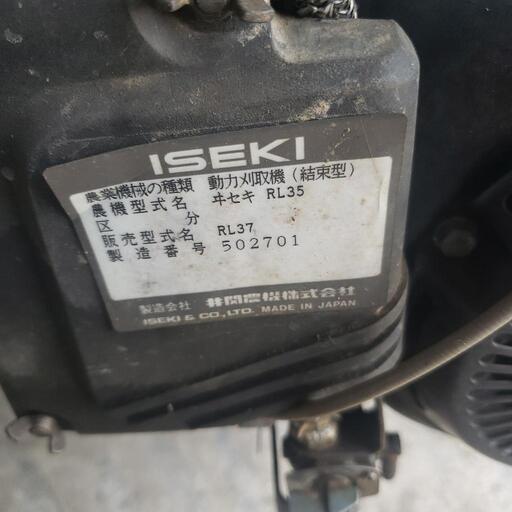 ISEKI
農業機械の種類 動力刈取機(結束型)
農機型式名 ヰセキ RL35
区分
販売型式名 RL37
製造番号 502701
製造会社 井関農機株式会社
ISEKI & CO., LTD. MADE IN JAPAN